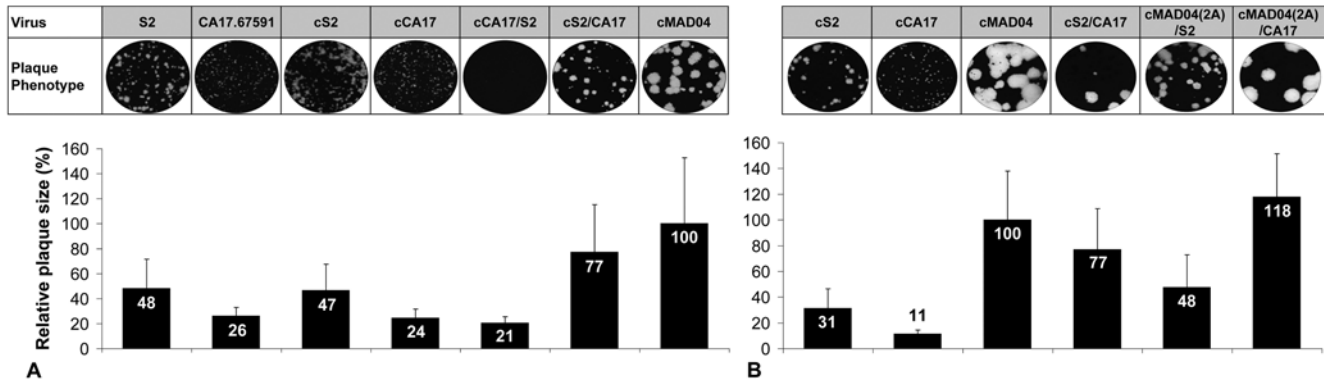 Virus S2 CA17.67591 cS2 cCA17 cCA17/S2 cS2/CA17 cMAD04
Plaque
Phenotype
Relative plaque size (%)
160
140
120
100
80
60
40
20
0
48 26 47 24 21 77 100
A
cS2 cCA17 cMAD04 cS2/CA17 cMAD04(2A)
/S2 cMAD04(2A)
/CA17
160
140
120
100
80
60
40
20
0
31 11 100 77 48 118
B